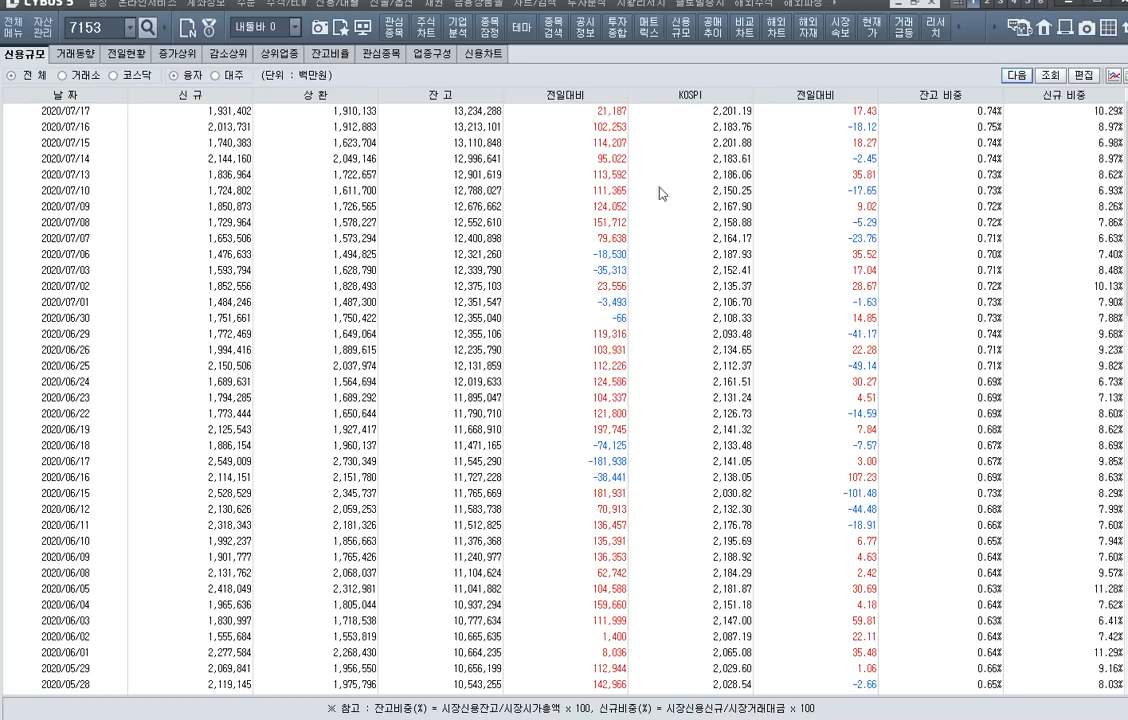 CYBOS 5
전체 메뉴 자산 관리 7153 내툴바 0 관심 종목 주식 차트 기업 분석 종목 잠정 테마 종목 검색 공시 정보 투자 종합 매트 릭스 신용 규모 공매 추이 비교 차트 해외 차트 해외 자재 시장 속보 현재 가 거래 급등 리서 치
신용규모 거래동향 전일현황 증가상위 감소상위 상위업종 잔고비율 관심종목 업종구성 신용차트
전 체 거래소 코스닥 융자 대주 (단위 : 백만원) 다음 조회 편집
날 짜 신 규 상 환 잔 고 전일대비 KOSPI 전일대비 잔고 비중 신규 비중
2020/07/17 1,931,402 1,910,133 13,234,288 21,187 2,201.19 17.43 0.74% 10.29%
2020/07/16 2,013,731 1,912,883 13,213,101 102,253 2,183.76 -18.12 0.75% 8.97%
2020/07/15 1,740,383 1,623,704 13,110,848 114,207 2,201.88 18.27 0.74% 6.98%
2020/07/14 2,144,160 2,049,146 12,996,641 95,022 2,183.61 -2.45 0.74% 8.97%
2020/07/13 1,836,964 1,722,657 12,901,619 113,592 2,186.06 35.81 0.73% 8.62%
2020/07/10 1,724,802 1,611,700 12,788,027 111,365 2,150.25 -17.65 0.73% 6.93%
2020/07/09 1,850,873 1,726,565 12,676,662 124,052 2,167.90 9.02 0.72% 8.26%
2020/07/08 1,729,964 1,578,227 12,552,610 151,712 2,158.88 -5.29 0.72% 7.86%
2020/07/07 1,653,506 1,573,294 12,400,898 79,638 2,164.17 -23.76 0.71% 6.63%
2020/07/06 1,476,633 1,494,825 12,321,260 -18,530 2,187.93 35.52 0.70% 7.40%
2020/07/03 1,593,794 1,628,790 12,339,790 -35,313 2,152.41 17.04 0.71% 8.48%
2020/07/02 1,852,556 1,828,493 12,375,103 23,556 2,135.37 28.67 0.72% 10.13%
2020/07/01 1,484,246 1,487,300 12,351,547 -3,493 2,106.70 -1.63 0.73% 7.90%
2020/06/30 1,751,661 1,750,422 12,355,040 -66 2,108.33 14.85 0.73% 7.88%
2020/06/29 1,772,469 1,649,064 12,355,106 119,316 2,093.48 -41.17 0.74% 9.68%
2020/06/26 1,994,416 1,889,615 12,235,790 103,931 2,134.65 22.28 0.71% 9.23%
2020/06/25 2,150,506 2,037,974 12,131,859 112,226 2,112.37 -49.14 0.71% 9.82%
2020/06/24 1,689,631 1,564,694 12,019,633 124,586 2,161.51 30.27 0.69% 6.73%
2020/06/23 1,794,285 1,689,292 11,895,047 104,337 2,131.24 4.51 0.69% 7.13%
2020/06/22 1,773,444 1,650,644 11,790,710 121,800 2,126.73 -14.59 0.69% 8.60%
2020/06/19 2,125,543 1,927,417 11,668,910 197,745 2,141.32 7.84 0.68% 8.62%
2020/06/18 1,886,154 1,960,137 11,471,165 -74,125 2,133.48 -7.57 0.67% 8.69%
2020/06/17 2,549,009 2,730,349 11,545,290 -181,938 2,141.05 3.00 0.67% 9.85%
2020/06/16 2,114,151 2,151,780 11,727,228 -38,441 2,138.05 107.23 0.69% 8.63%
2020/06/15 2,528,529 2,345,737 11,765,669 181,931 2,030.82 -101.48 0.73% 8.29%
2020/06/12 2,130,626 2,059,253 11,583,738 70,913 2,132.30 -44.48 0.68% 7.99%
2020/06/11 2,318,343 2,181,326 11,512,825 136,457 2,176.78 -18.91 0.66% 7.60%
2020/06/10 1,992,237 1,856,663 11,376,368 135,391 2,195.69 6.77 0.65% 7.94%
2020/06/09 1,901,777 1,765,426 11,240,977 136,353 2,188.92 4.63 0.64% 7.60%
2020/06/08 2,131,762 2,068,037 11,104,624 62,742 2,184.29 2.42 0.64% 9.57%
2020/06/05 2,418,049 2,312,981 11,041,882 104,588 2,181.87 30.69 0.63% 11.28%
2020/06/04 1,965,636 1,805,044 10,937,294 159,660 2,151.18 4.18 0.64% 7.62%
2020/06/03 1,830,997 1,718,538 10,777,634 111,999 2,147.00 59.81 0.63% 6.41%
2020/06/02 1,555,684 1,553,819 10,665,635 1,400 2,087.19 22.11 0.64% 7.42%
2020/06/01 2,277,584 2,268,430 10,664,235 8,036 2,065.08 35.48 0.64% 11.29%
2020/05/29 2,069,841 1,956,550 10,656,199 112,944 2,029.60 1.06 0.66% 9.16%
2020/05/28 2,119,145 1,975,796 10,543,255 142,966 2,028.54 -2.66 0.65% 8.03%
※ 참고 : 잔고비중(%) = 시장신용잔고/시장시가총액 x 100, 신규비중(%) = 시장신용신규/시장거래대금 x 100